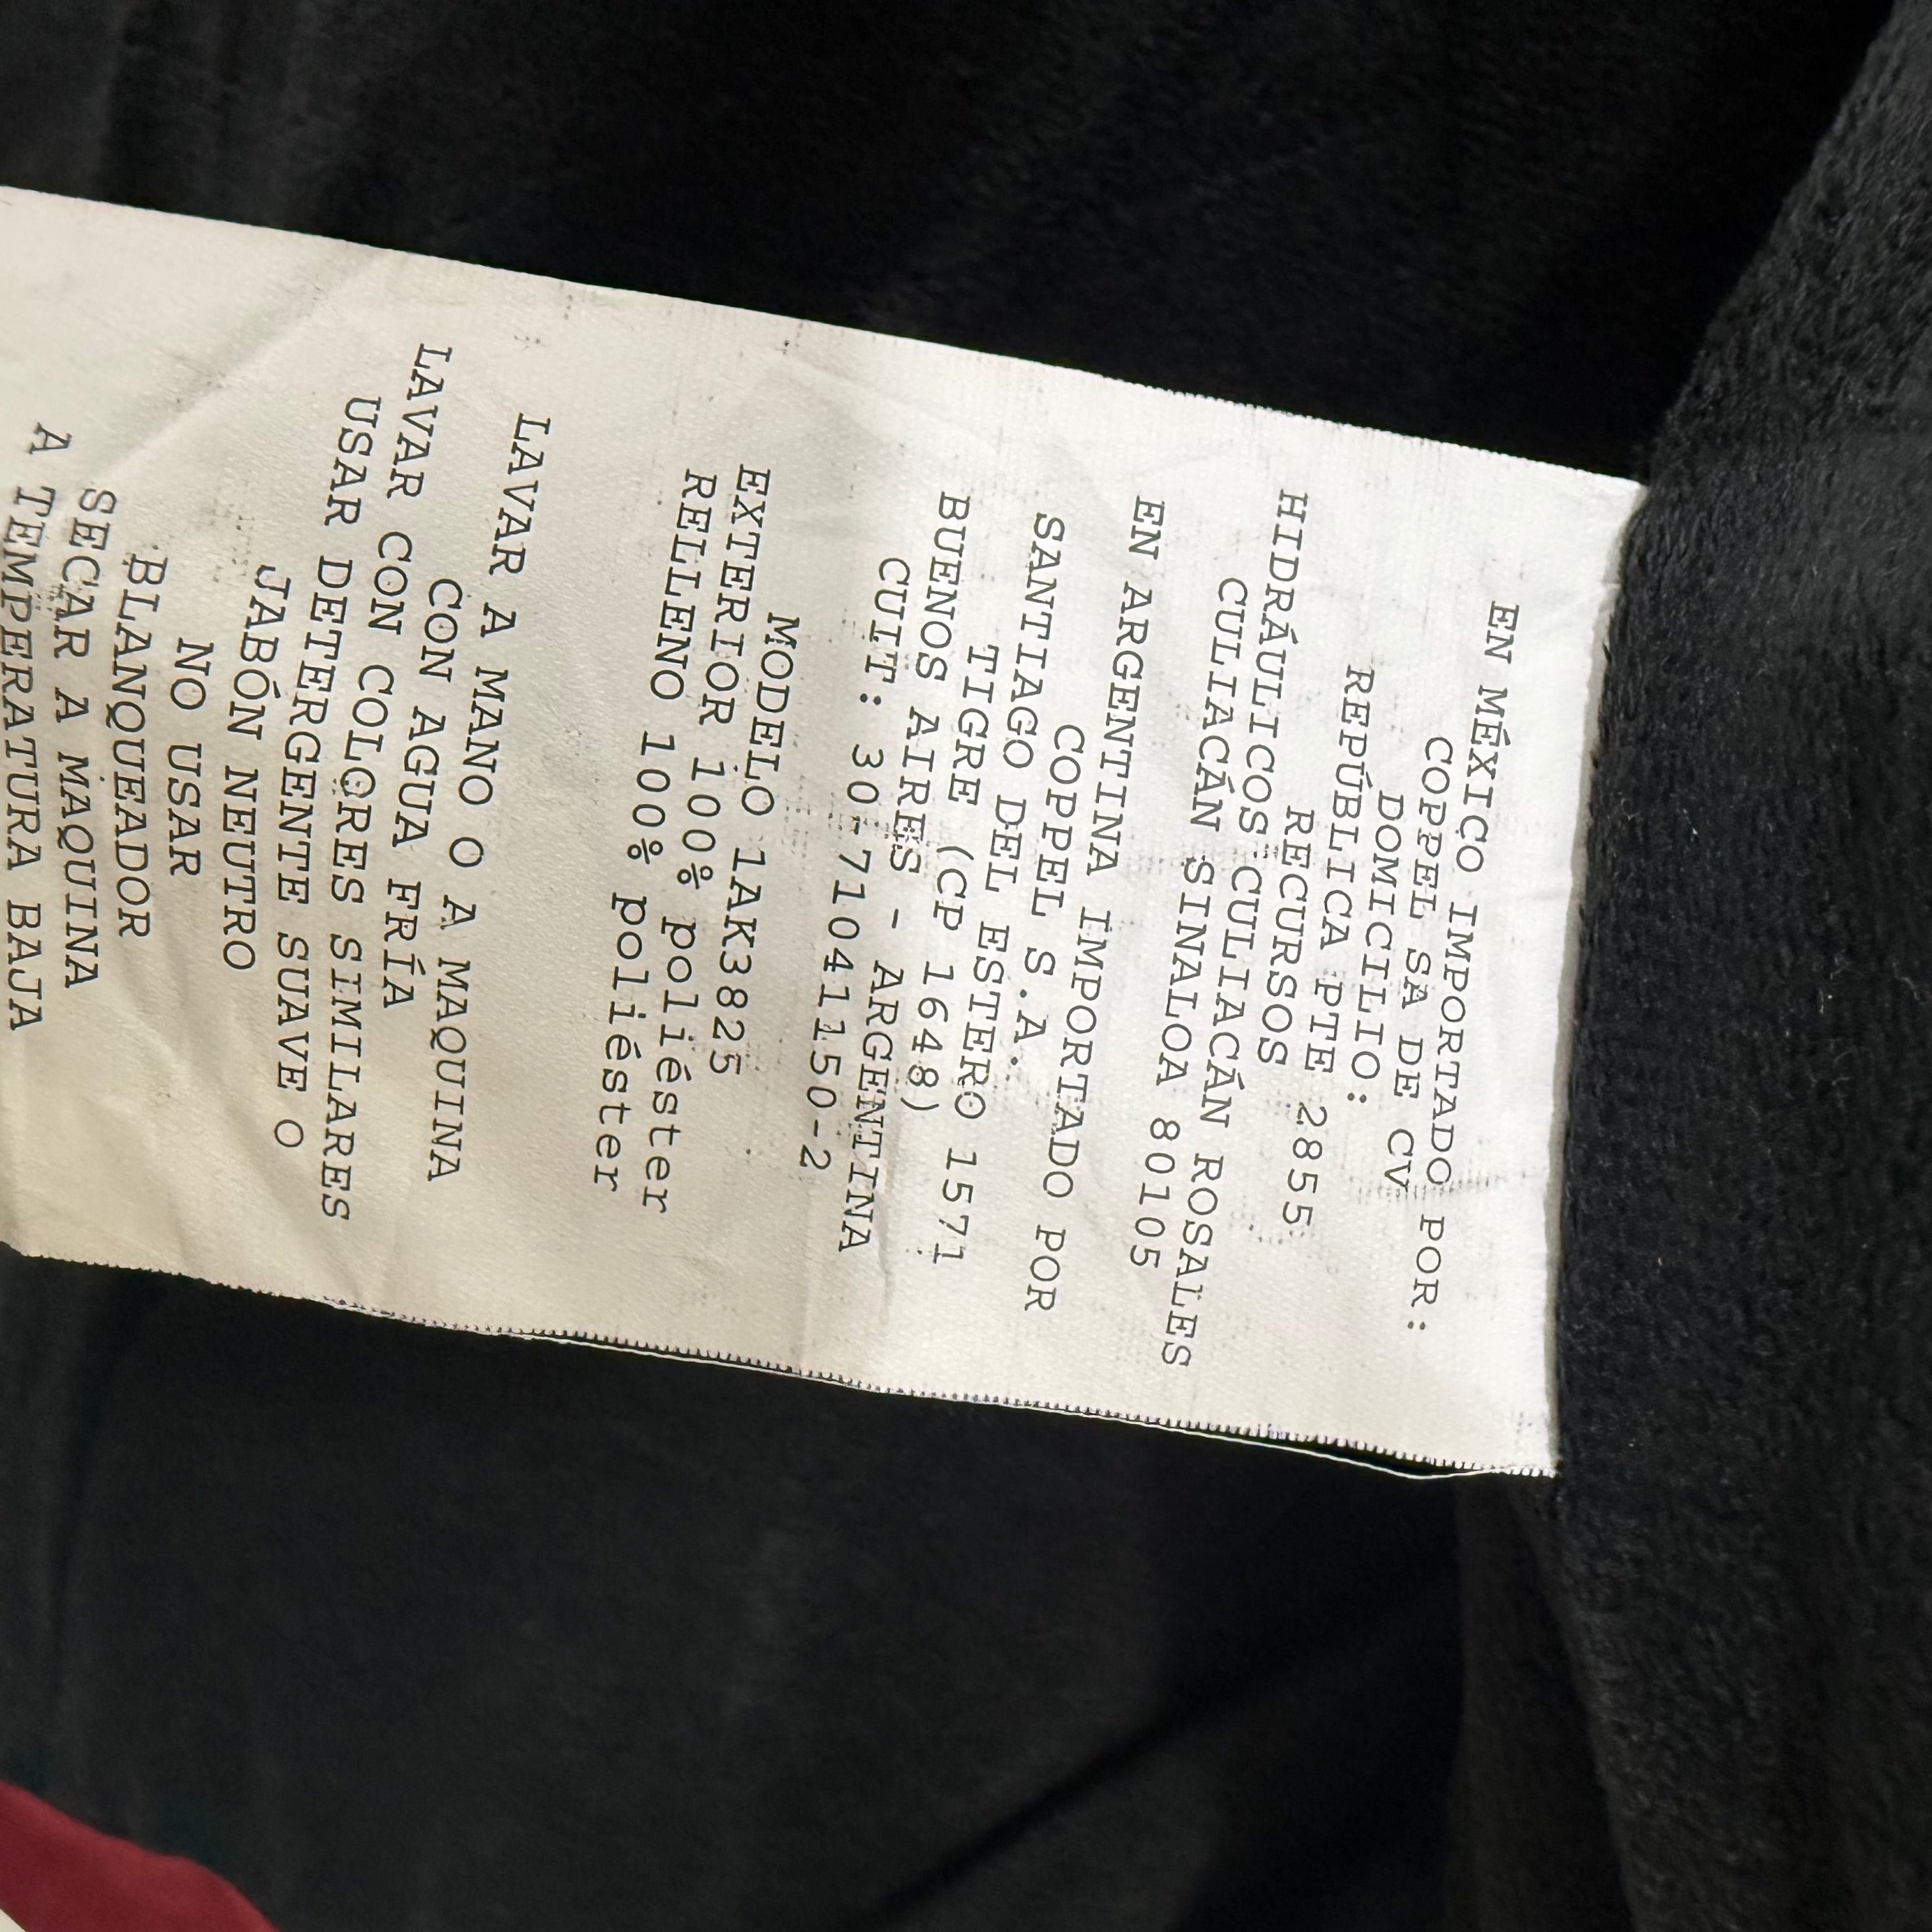 EN MÉXICO IMPORTADO POR:
COPPEL SA DE CV
DOMICILIO:
REPÚBLICA PTE 2855
RECURSOS
HIDRÁULICOS CULIACÁN ROSALES
CULIACÁN SINALOA 80105
EN ARGENTINA IMPORTADO POR
COPPEL S.A.
SANTIAGO DEL ESTERO 1571
TIGRE (CP 1648)
BUENOS AIRES - ARGENTINA
CUIT: 30-71041150-2
MODELO 1AK3825
EXTERIOR 100% poliéster
RELLENO 100% poliéster
LAVAR A MANO O A MAQUINA
CON AGUA FRÍA
LAVAR CON COLORES SIMILARES
USAR DETERGENTE SUAVE O
JABÓN NEUTRO
NO USAR
BLANQUEADOR
SECAR A MAQUINA
A TEMPERATURA BAJA